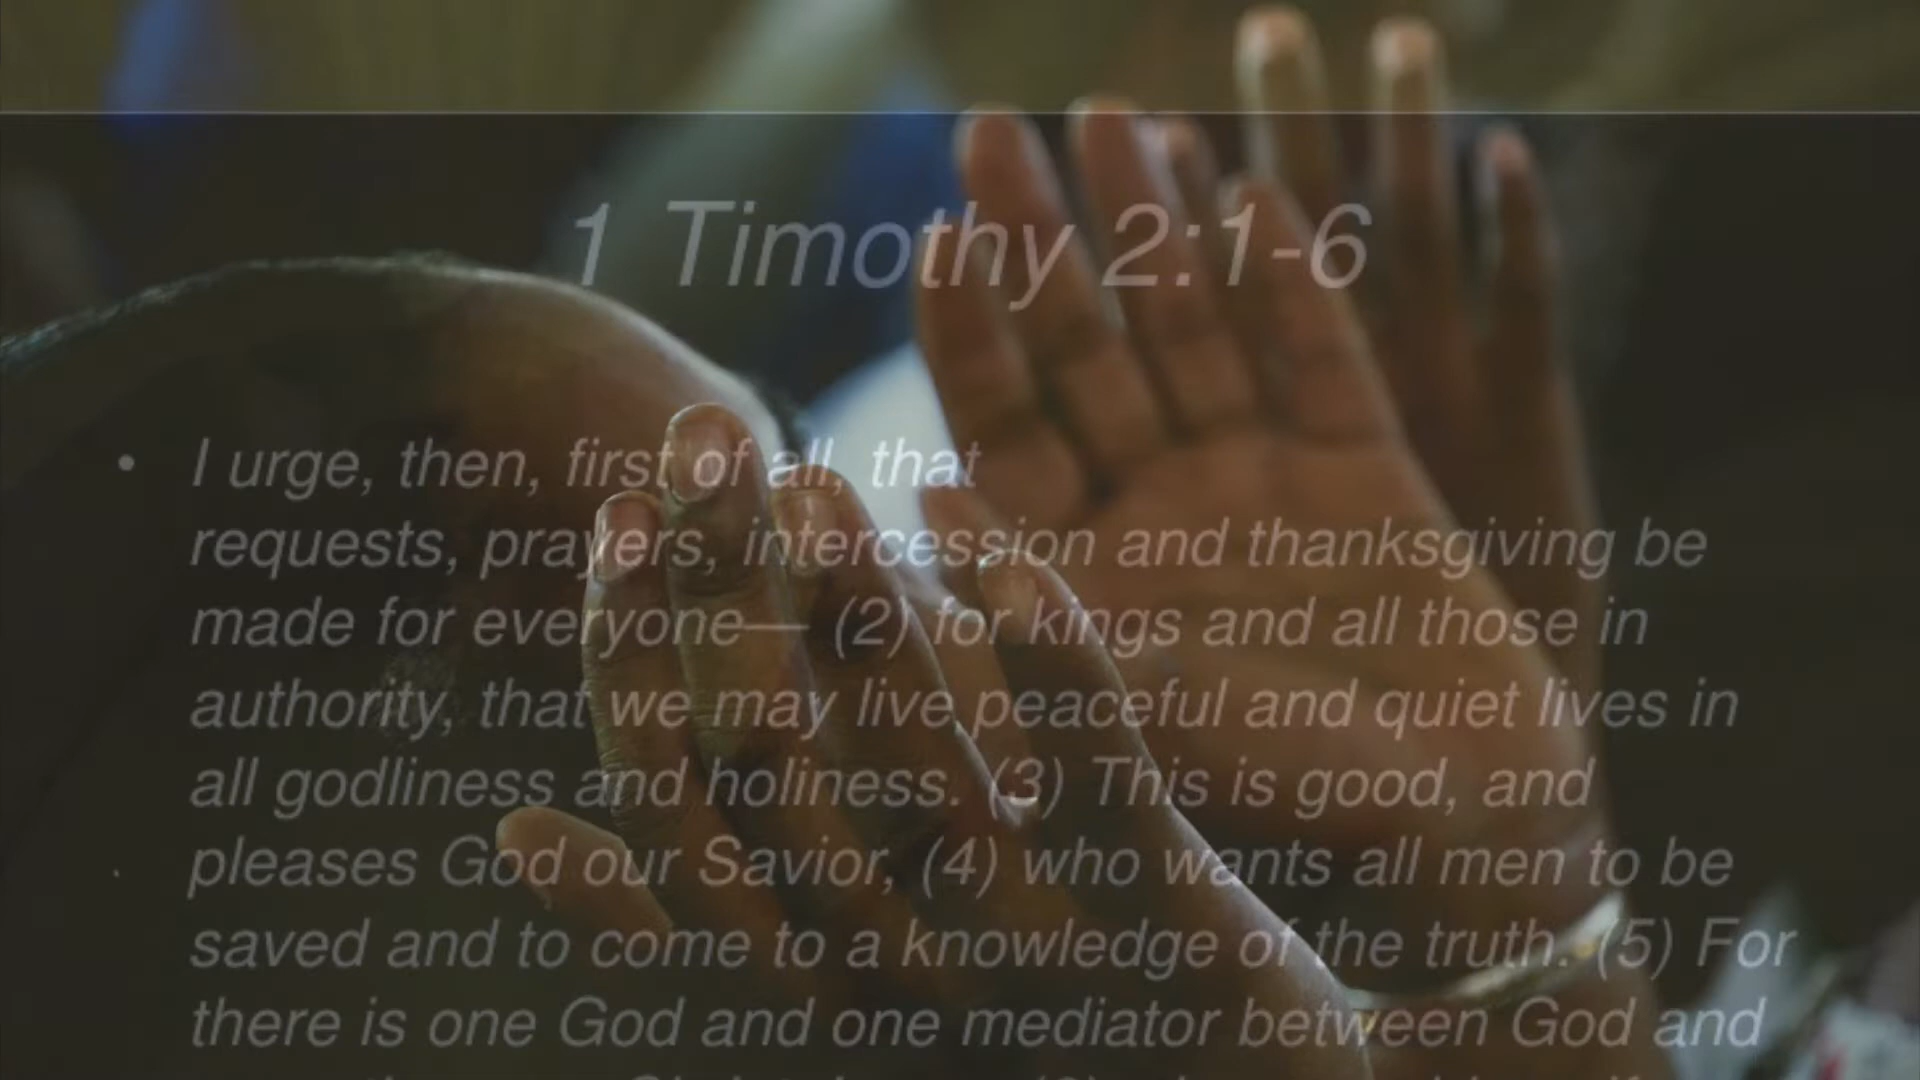 1 Timothy 2:1-6
• I urge, then, first of all, that
requests, prayers, intercession and thanksgiving be
made for everyone— (2) for kings and all those in
authority, that we may live peaceful and quiet lives in
all godliness and holiness. (3) This is good, and
pleases God our Savior, (4) who wants all men to be
saved and to come to a knowledge of the truth. (5) For
there is one God and one mediator between God and